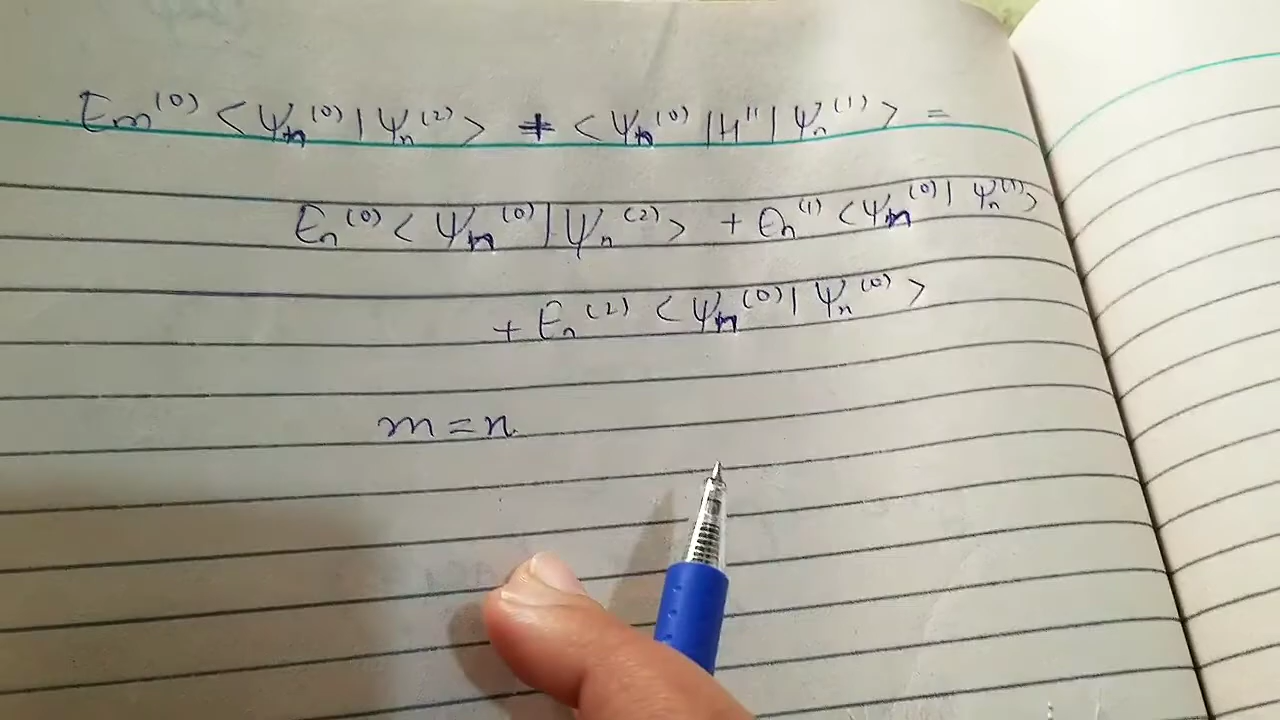 Em⁽⁰⁾ <ψm⁽⁰⁾ | ψn⁽²⁾> + <ψm⁽⁰⁾ |H''| ψn⁽¹⁾> =
En⁽⁰⁾ < ψm⁽⁰⁾ | ψn⁽²⁾ > + En⁽¹⁾ <ψm⁽⁰⁾ | ψn⁽¹⁾>
+ En⁽²⁾ <ψm⁽⁰⁾ | ψn⁽⁰⁾ >
m = n